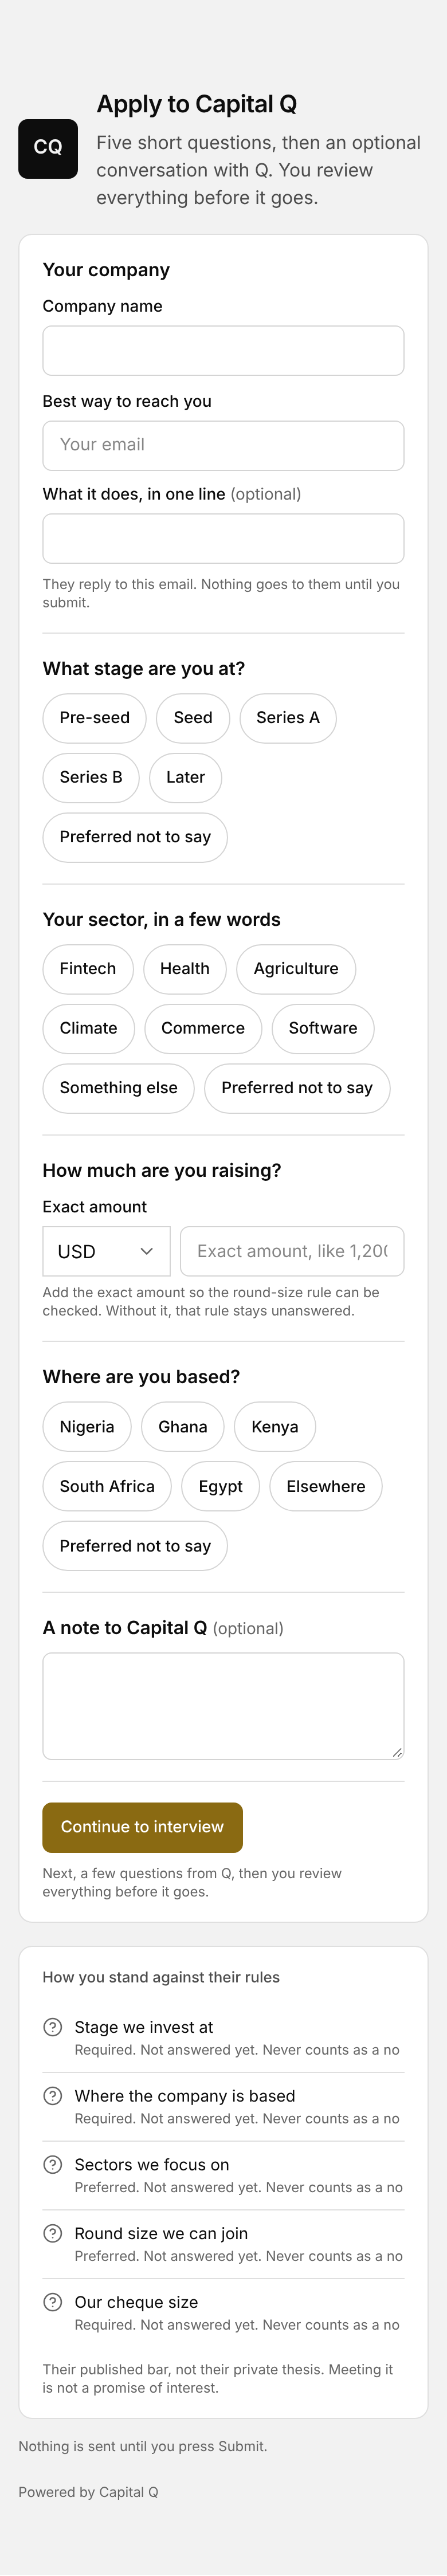 CQ
Apply to Capital Q
Five short questions, then an optional
conversation with Q. You review
everything before it goes.
Your company
Company name
Best way to reach you
Your email
What it does, in one line (optional)
They reply to this email. Nothing goes to them until you
submit.
What stage are you at?
Pre-seed
Seed
Series A
Series B
Later
Preferred not to say
Your sector, in a few words
Fintech
Health
Agriculture
Climate
Commerce
Software
Something else
Preferred not to say
How much are you raising?
Exact amount
USD
Exact amount, like 1,200
Add the exact amount so the round-size rule can be
checked. Without it, that rule stays unanswered.
Where are you based?
Nigeria
Ghana
Kenya
South Africa
Egypt
Elsewhere
Preferred not to say
A note to Capital Q (optional)
Continue to interview
Next, a few questions from Q, then you review
everything before it goes.
How you stand against their rules
Stage we invest at
Required. Not answered yet. Never counts as a no
Where the company is based
Required. Not answered yet. Never counts as a no
Sectors we focus on
Preferred. Not answered yet. Never counts as a no
Round size we can join
Preferred. Not answered yet. Never counts as a no
Our cheque size
Required. Not answered yet. Never counts as a no
Their published bar, not their private thesis. Meeting it
is not a promise of interest.
Nothing is sent until you press Submit.
Powered by Capital Q